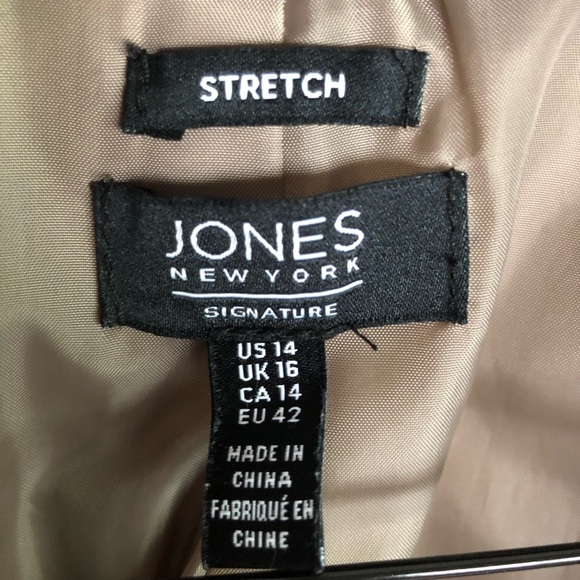 STRETCH
JONES
NEW YORK
SIGNATURE
US 14
UK 16
CA 14
EU 42
MADE IN
CHINA
FABRIQUÉ EN
CHINE